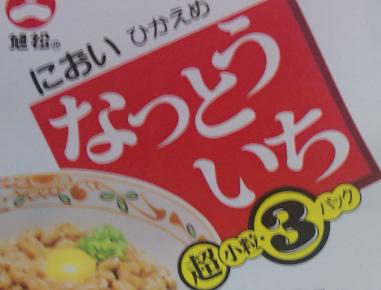 旭松の
におい ひかえめ
なっとう
いち
超小粒・3パック